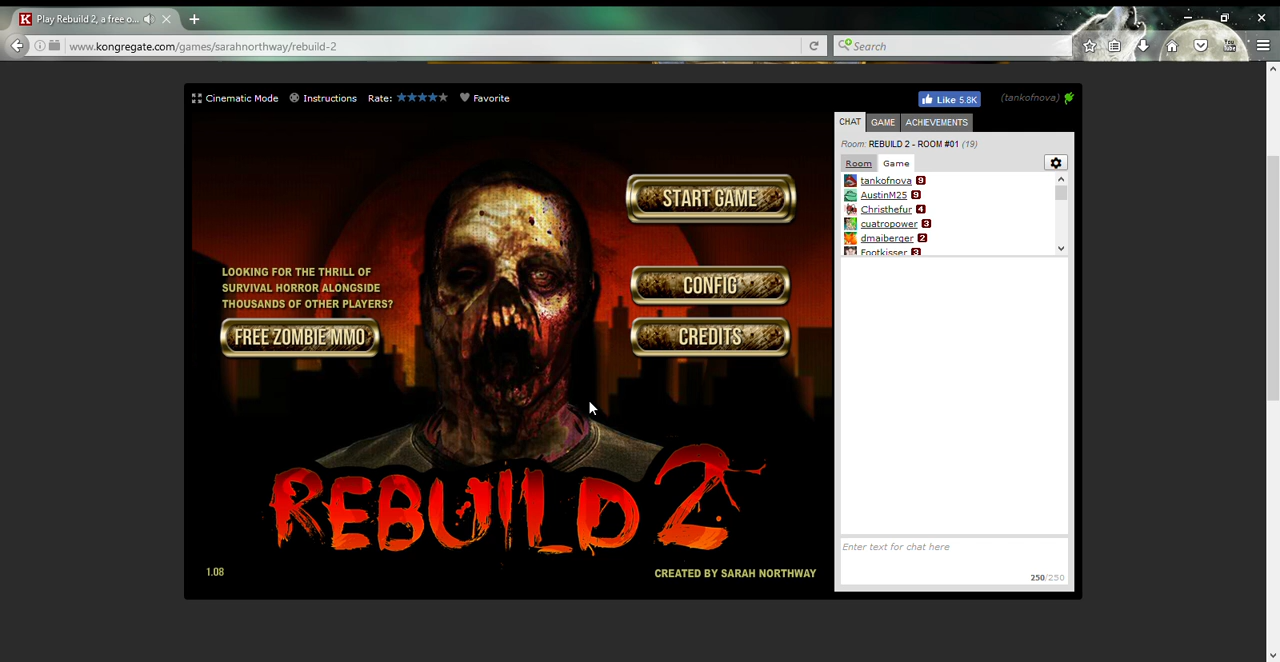 Play Rebuild 2, a free o...
www.kongregate.com/games/sarahnorthway/rebuild-2
Search
Cinematic Mode
Instructions
Rate:
Favorite
Like 5.8K
(tankofnova)
CHAT
GAME
ACHIEVEMENTS
Room: REBUILD 2 - ROOM #01 (19)
Room
Game
tankofnova 9
AustinM25 9
Christhefur 4
cuatropower 3
dmaiberger 2
Footkisser 3
START GAME
CONFIG
CREDITS
LOOKING FOR THE THRILL OF
SURVIVAL HORROR ALONGSIDE
THOUSANDS OF OTHER PLAYERS?
FREE ZOMBIE MMO
REBUILD 2
1.08
CREATED BY SARAH NORTHWAY
Enter text for chat here
250/250